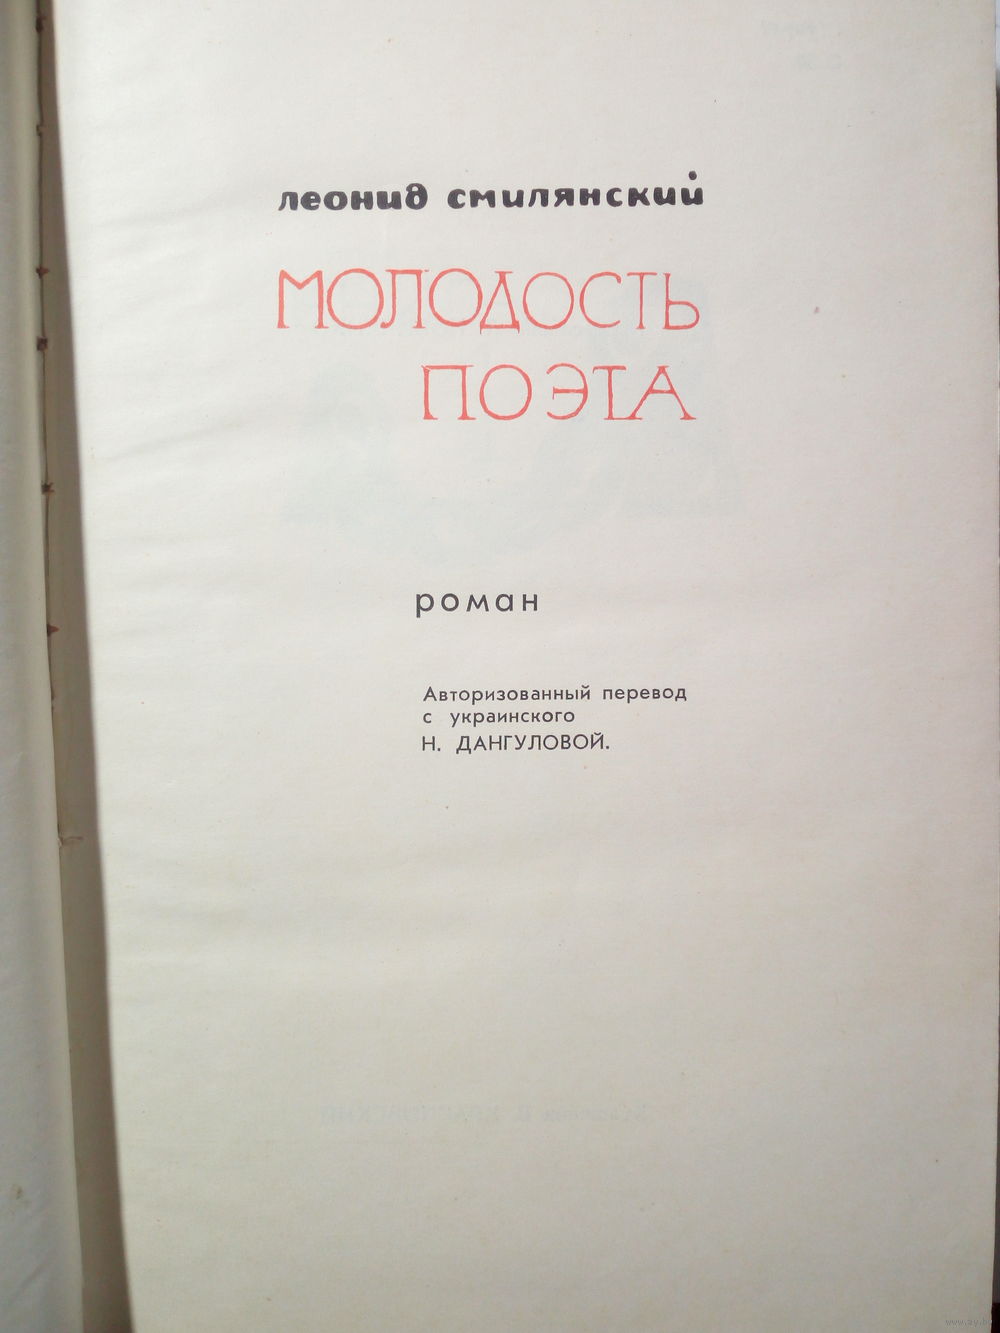 леонид смилянский
МОЛОДОСТЬ
ПОЭТА
роман
Авторизованный перевод
с украинского
Н. ДАНГУЛОВОЙ.